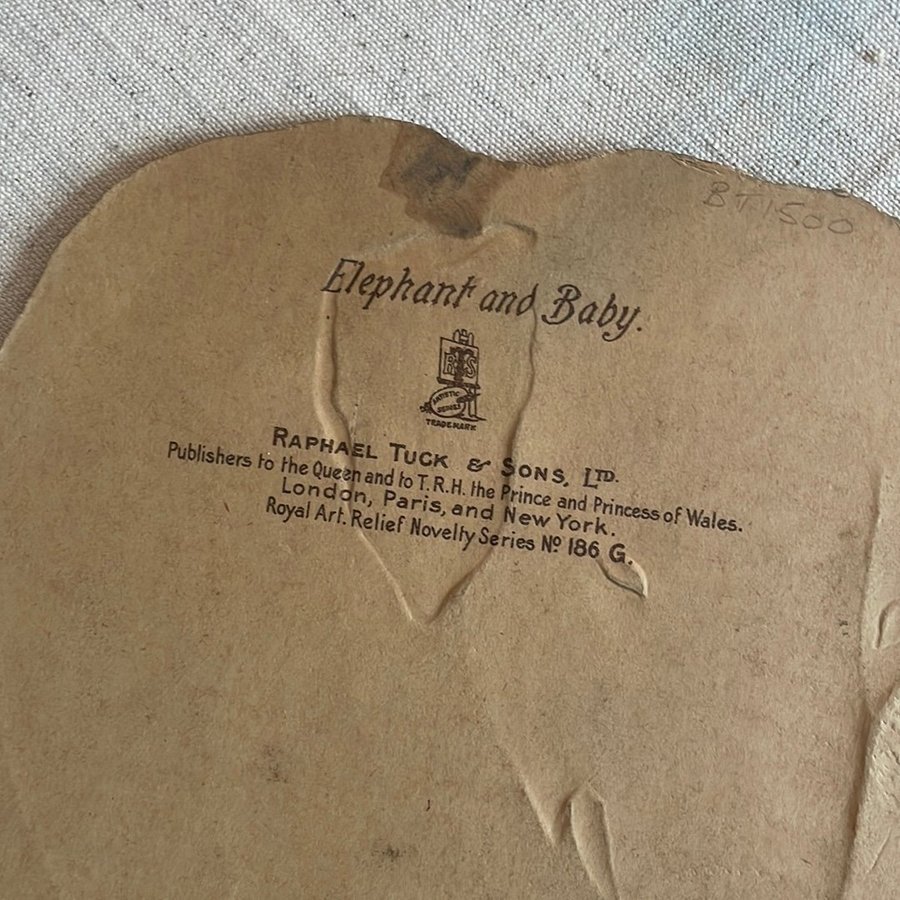 BT1500
Elephant and Baby.
RTS
ARTISTIC
SERIES
TRADEMARK
RAPHAEL TUCK & SONS, LTD.
Publishers to the Queen and to T.R.H. the Prince and Princess of Wales.
London, Paris, and New York.
Royal Art. Relief Novelty Series No 186 G.